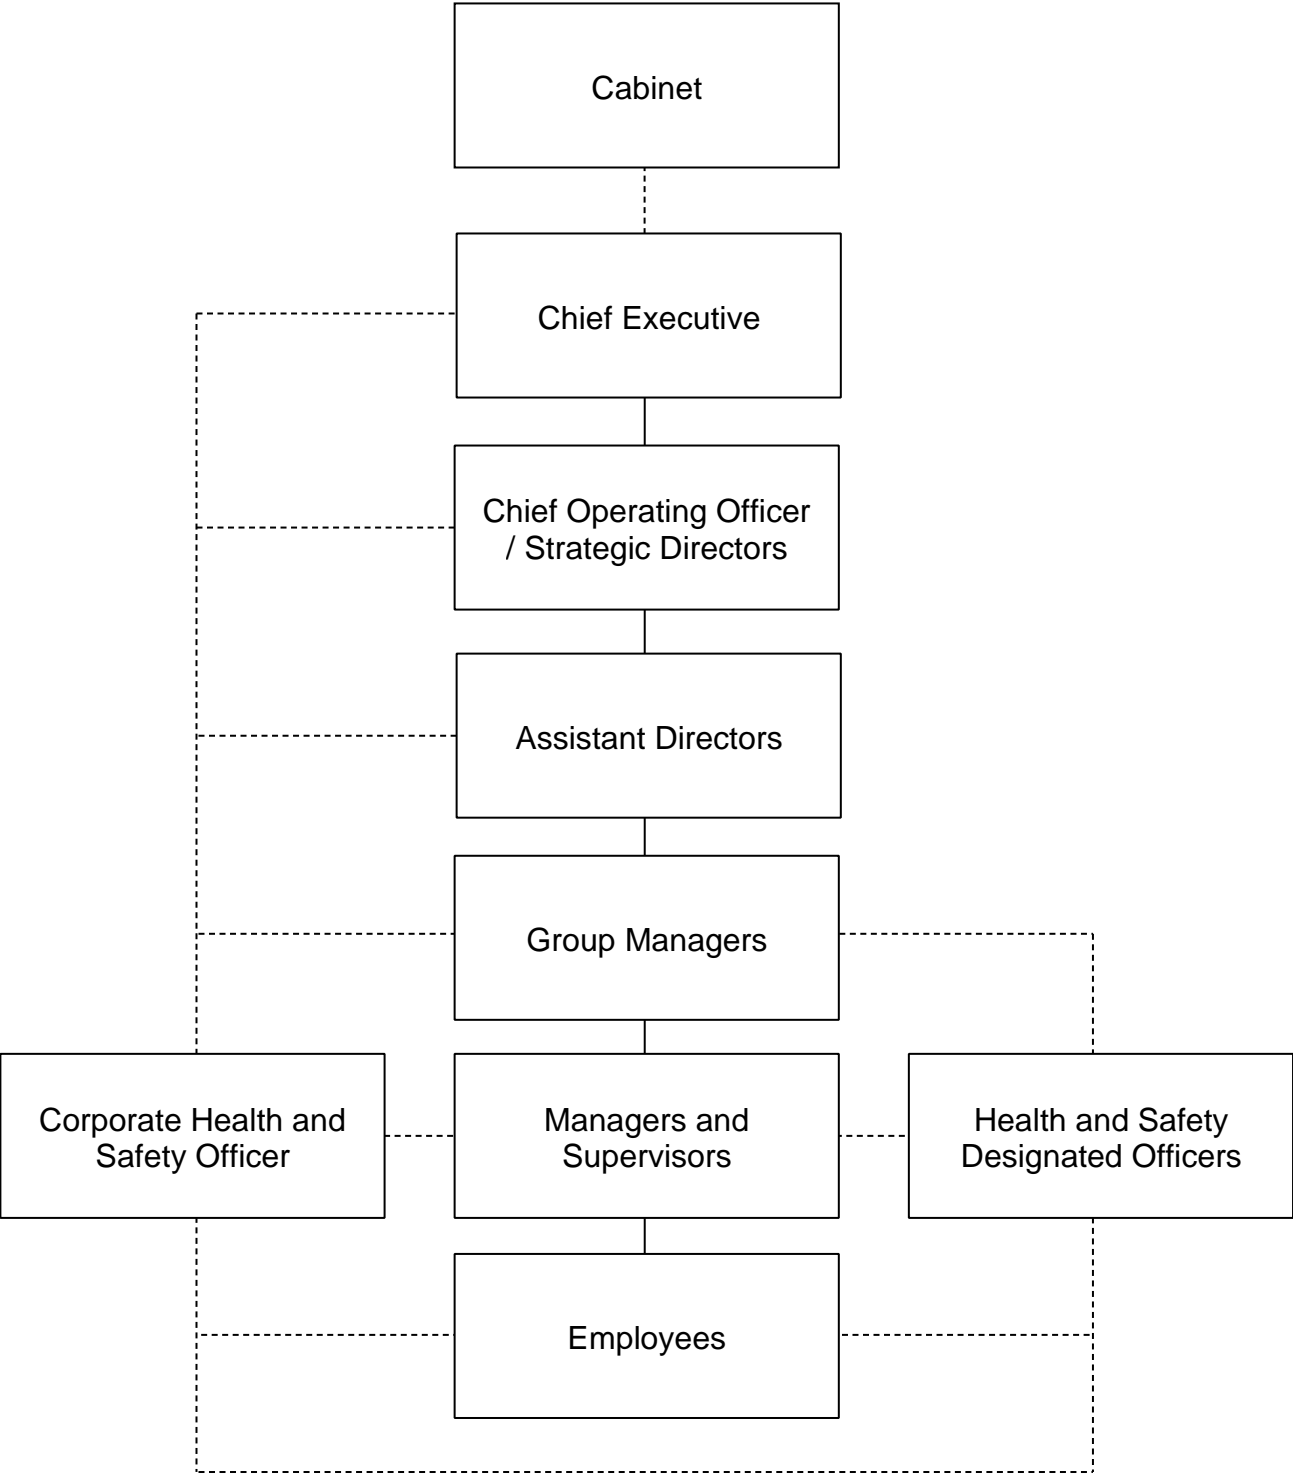 Cabinet
Chief Executive
Chief Operating Officer
/ Strategic Directors
Assistant Directors
Group Managers
Corporate Health and
Safety Officer
Managers and
Supervisors
Health and Safety
Designated Officers
Employees